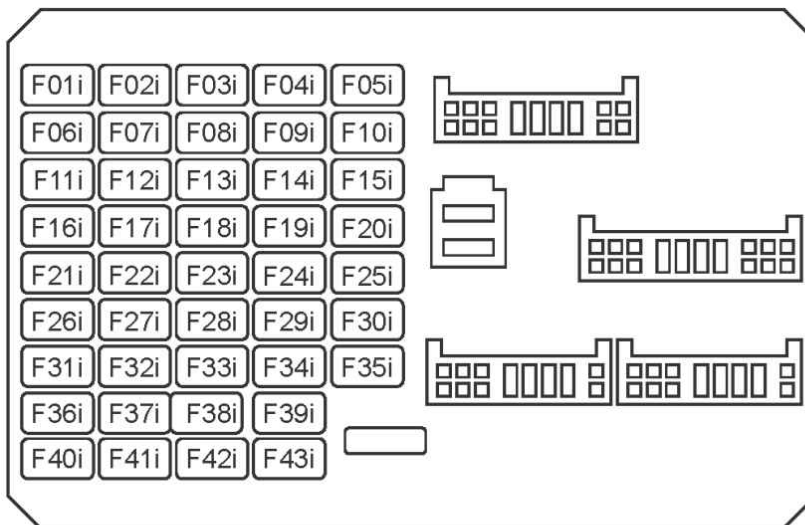 F01i F02i F03i F04i F05i
F06i F07i F08i F09i F10i
F11i F12i F13i F14i F15i
F16i F17i F18i F19i F20i
F21i F22i F23i F24i F25i
F26i F27i F28i F29i F30i
F31i F32i F33i F34i F35i
F36i F37i F38i F39i
F40i F41i F42i F43i